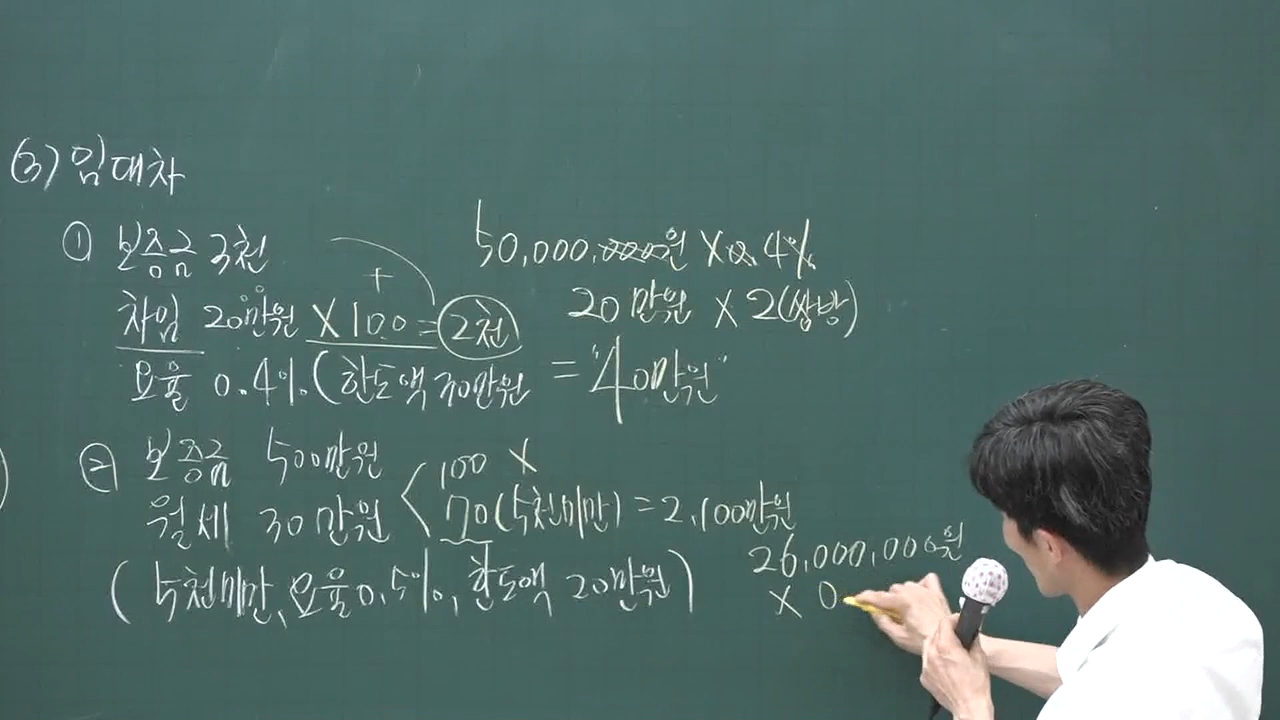 (3) 임대차
① 보증금 3천
차임 20만원 X 100 = 2천
+
요율 0.4% (한도액 30만원
50,000,000원 X 0.4%
20만원 X 2(쌍방)
= "40만원"
② 보증금 500만원
월세 30만원
100 X
70(5천미만) = 2,100만원
(5천미만, 요율 0.5%, 한도액 20만원)
26,000,000원
X 0.